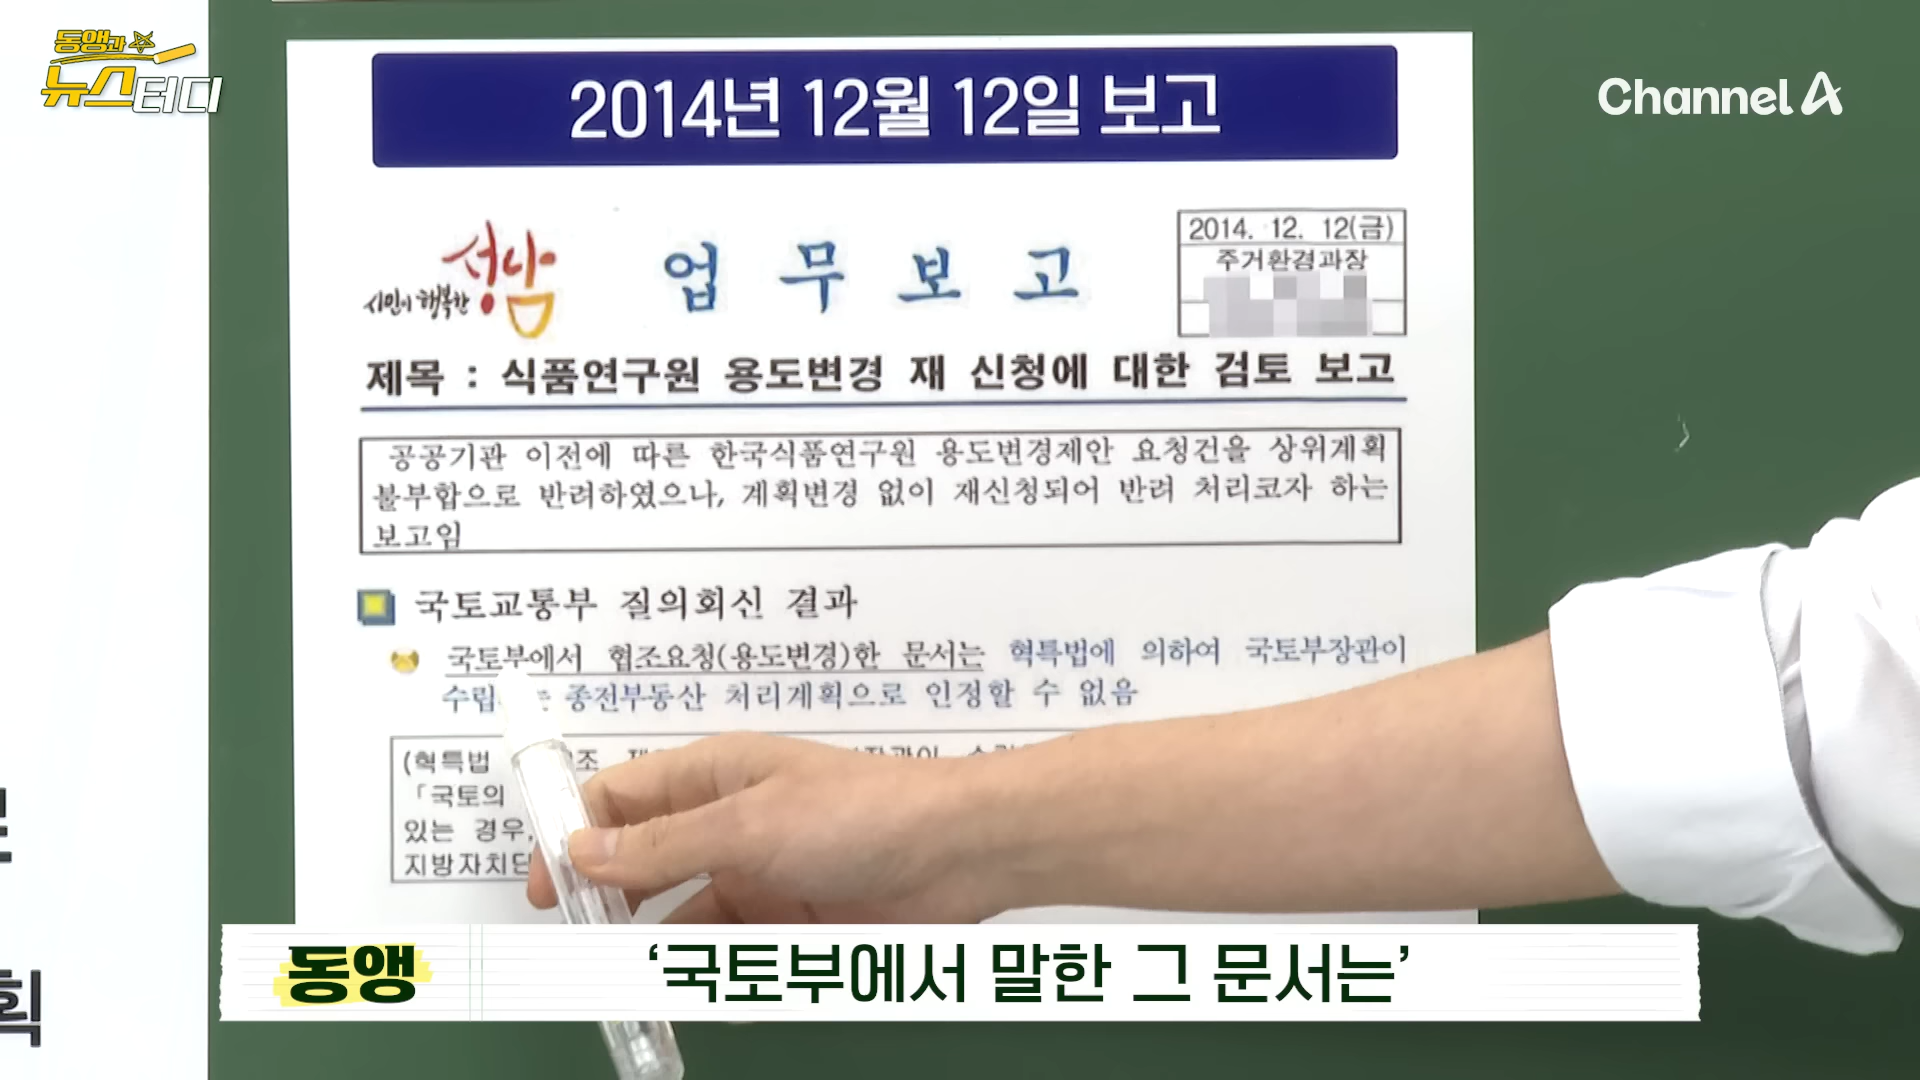 동앵과
뉴스터디
Channel A
2014년 12월 12일 보고
시민이 행복한 성남
업무보고
2014. 12. 12(금)
주거환경과장
제목 : 식품연구원 용도변경 재 신청에 대한 검토 보고
공공기관 이전에 따른 한국식품연구원 용도변경제안 요청건을 상위계획
불부합으로 반려하였으나, 계획변경 없이 재신청되어 반려 처리코자 하는
보고임
국토교통부 질의회신 결과
국토부에서 협조요청(용도변경)한 문서는 혁특법에 의하여 국토부장관이
수립 종전부동산 처리계획으로 인정할 수 없음
(혁특법 조
「국토의
있는 경우,
지방자치단
획
동앵 ‘국토부에서 말한 그 문서는’